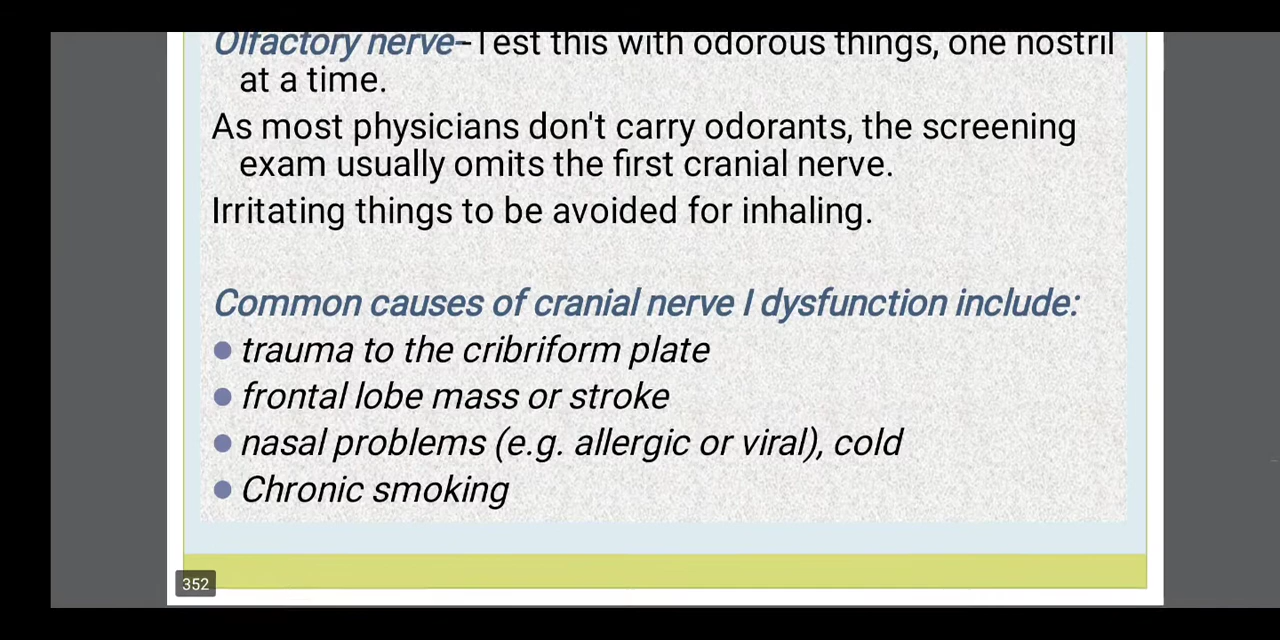 Olfactory nerve-Test this with odorous things, one nostril
at a time.
As most physicians don't carry odorants, the screening
exam usually omits the first cranial nerve.
Irritating things to be avoided for inhaling.
Common causes of cranial nerve I dysfunction include:
trauma to the cribriform plate
frontal lobe mass or stroke
nasal problems (e.g. allergic or viral), cold
Chronic smoking
352